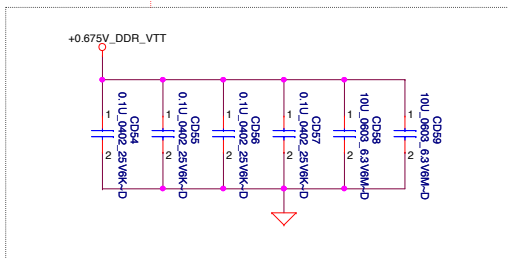 +0.675V_DDR_VTT
1
2
CD54
0.1U_0402_25V6K~D
1
2
CD55
0.1U_0402_25V6K~D
1
2
CD56
0.1U_0402_25V6K~D
1
2
CD57
0.1U_0402_25V6K~D
1
2
CD58
10U_0603_6.3V6M~D
1
2
CD59
10U_0603_6.3V6M~D